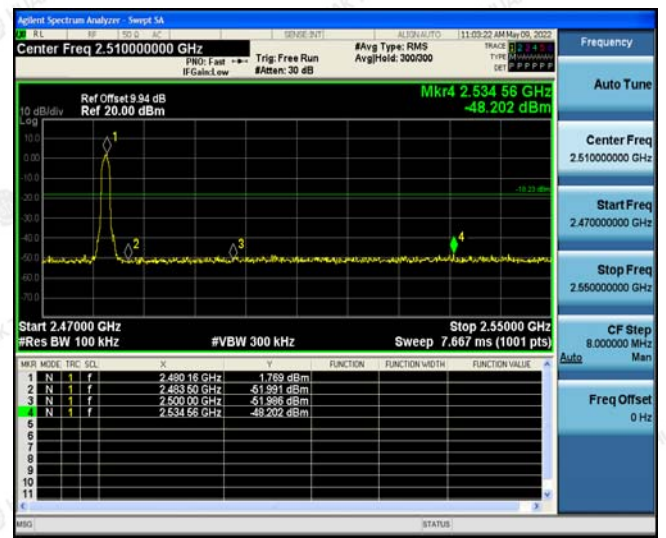 Agilent Spectrum Analyzer - Swept SA
RL RF 50 Ω AC SENSE:INT ALIGN AUTO 11:03:22 AM May 09, 2022
Center Freq 2.510000000 GHz #Avg Type: RMS TRACE 1 2 3 4 5 6
PNO: Fast Trig: Free Run Avg|Hold: 300/300 TYPE
IFGain:Low #Atten: 30 dB DET P P P P P P
Mkr4 2.534 56 GHz
-48.202 dBm
Ref Offset 9.94 dB
10 dB/div Ref 20.00 dBm
Log
10.0
0.00
-10.0
-20.0
-30.0
-40.0
-50.0
-60.0
-70.0
1
2
3
4
-18.23 dBm
Start 2.47000 GHz Stop 2.55000 GHz
#Res BW 100 kHz #VBW 300 kHz Sweep 7.667 ms (1001 pts)
MKR MODE TRC SCL X Y FUNCTION FUNCTION WIDTH FUNCTION VALUE
1 N 1 f 2.480 16 GHz 1.769 dBm
2 N 1 f 2.483 50 GHz -51.991 dBm
3 N 1 f 2.500 00 GHz -51.986 dBm
4 N 1 f 2.534 56 GHz -48.202 dBm
5
6
7
8
9
10
11
MSG STATUS
Frequency
Auto Tune
Center Freq
2.510000000 GHz
Start Freq
2.470000000 GHz
Stop Freq
2.550000000 GHz
CF Step
8.000000 MHz
Auto Man
Freq Offset
0 Hz